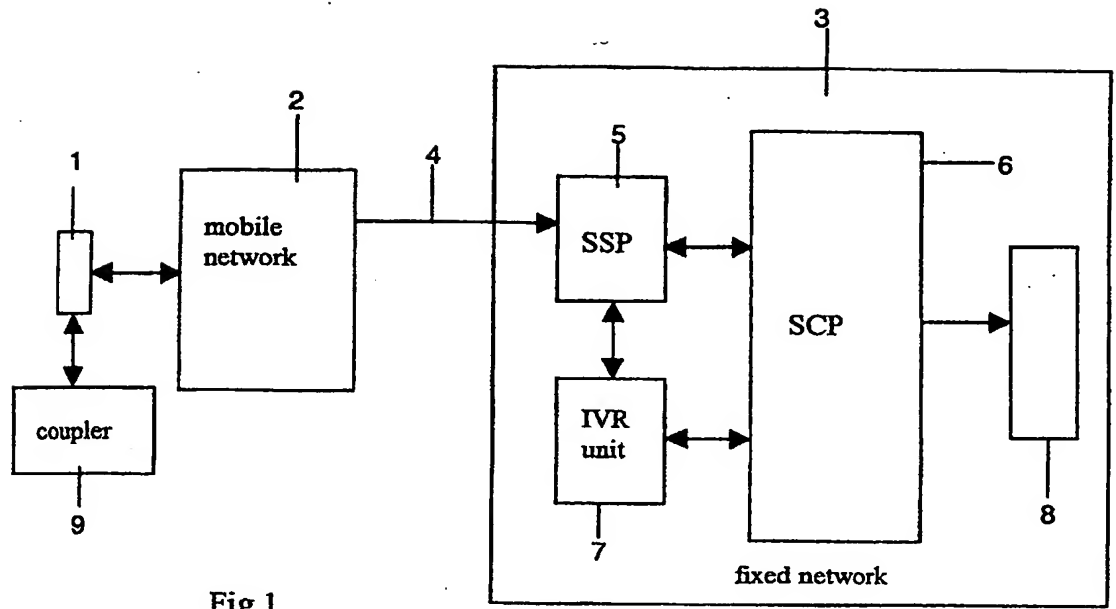 3
2
1
4
5
6
mobile
network
SSP
SCP
IVR
unit
coupler
9
7
8
fixed network
Fig 1